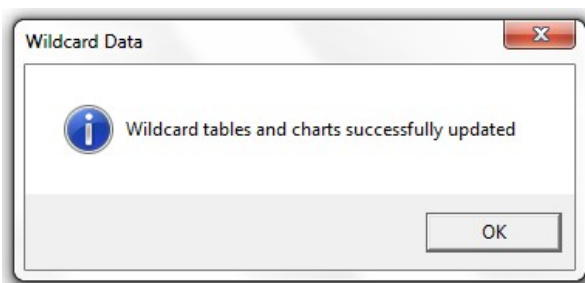 Wildcard Data
Wildcard tables and charts successfully updated
OK